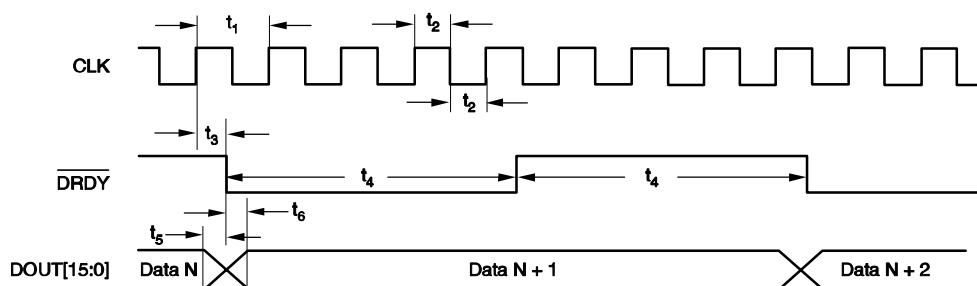 t1 t2
CLK
t2
t3
DRDY t4 t4
t6
t5
DOUT[15:0] Data N Data N + 1 Data N + 2